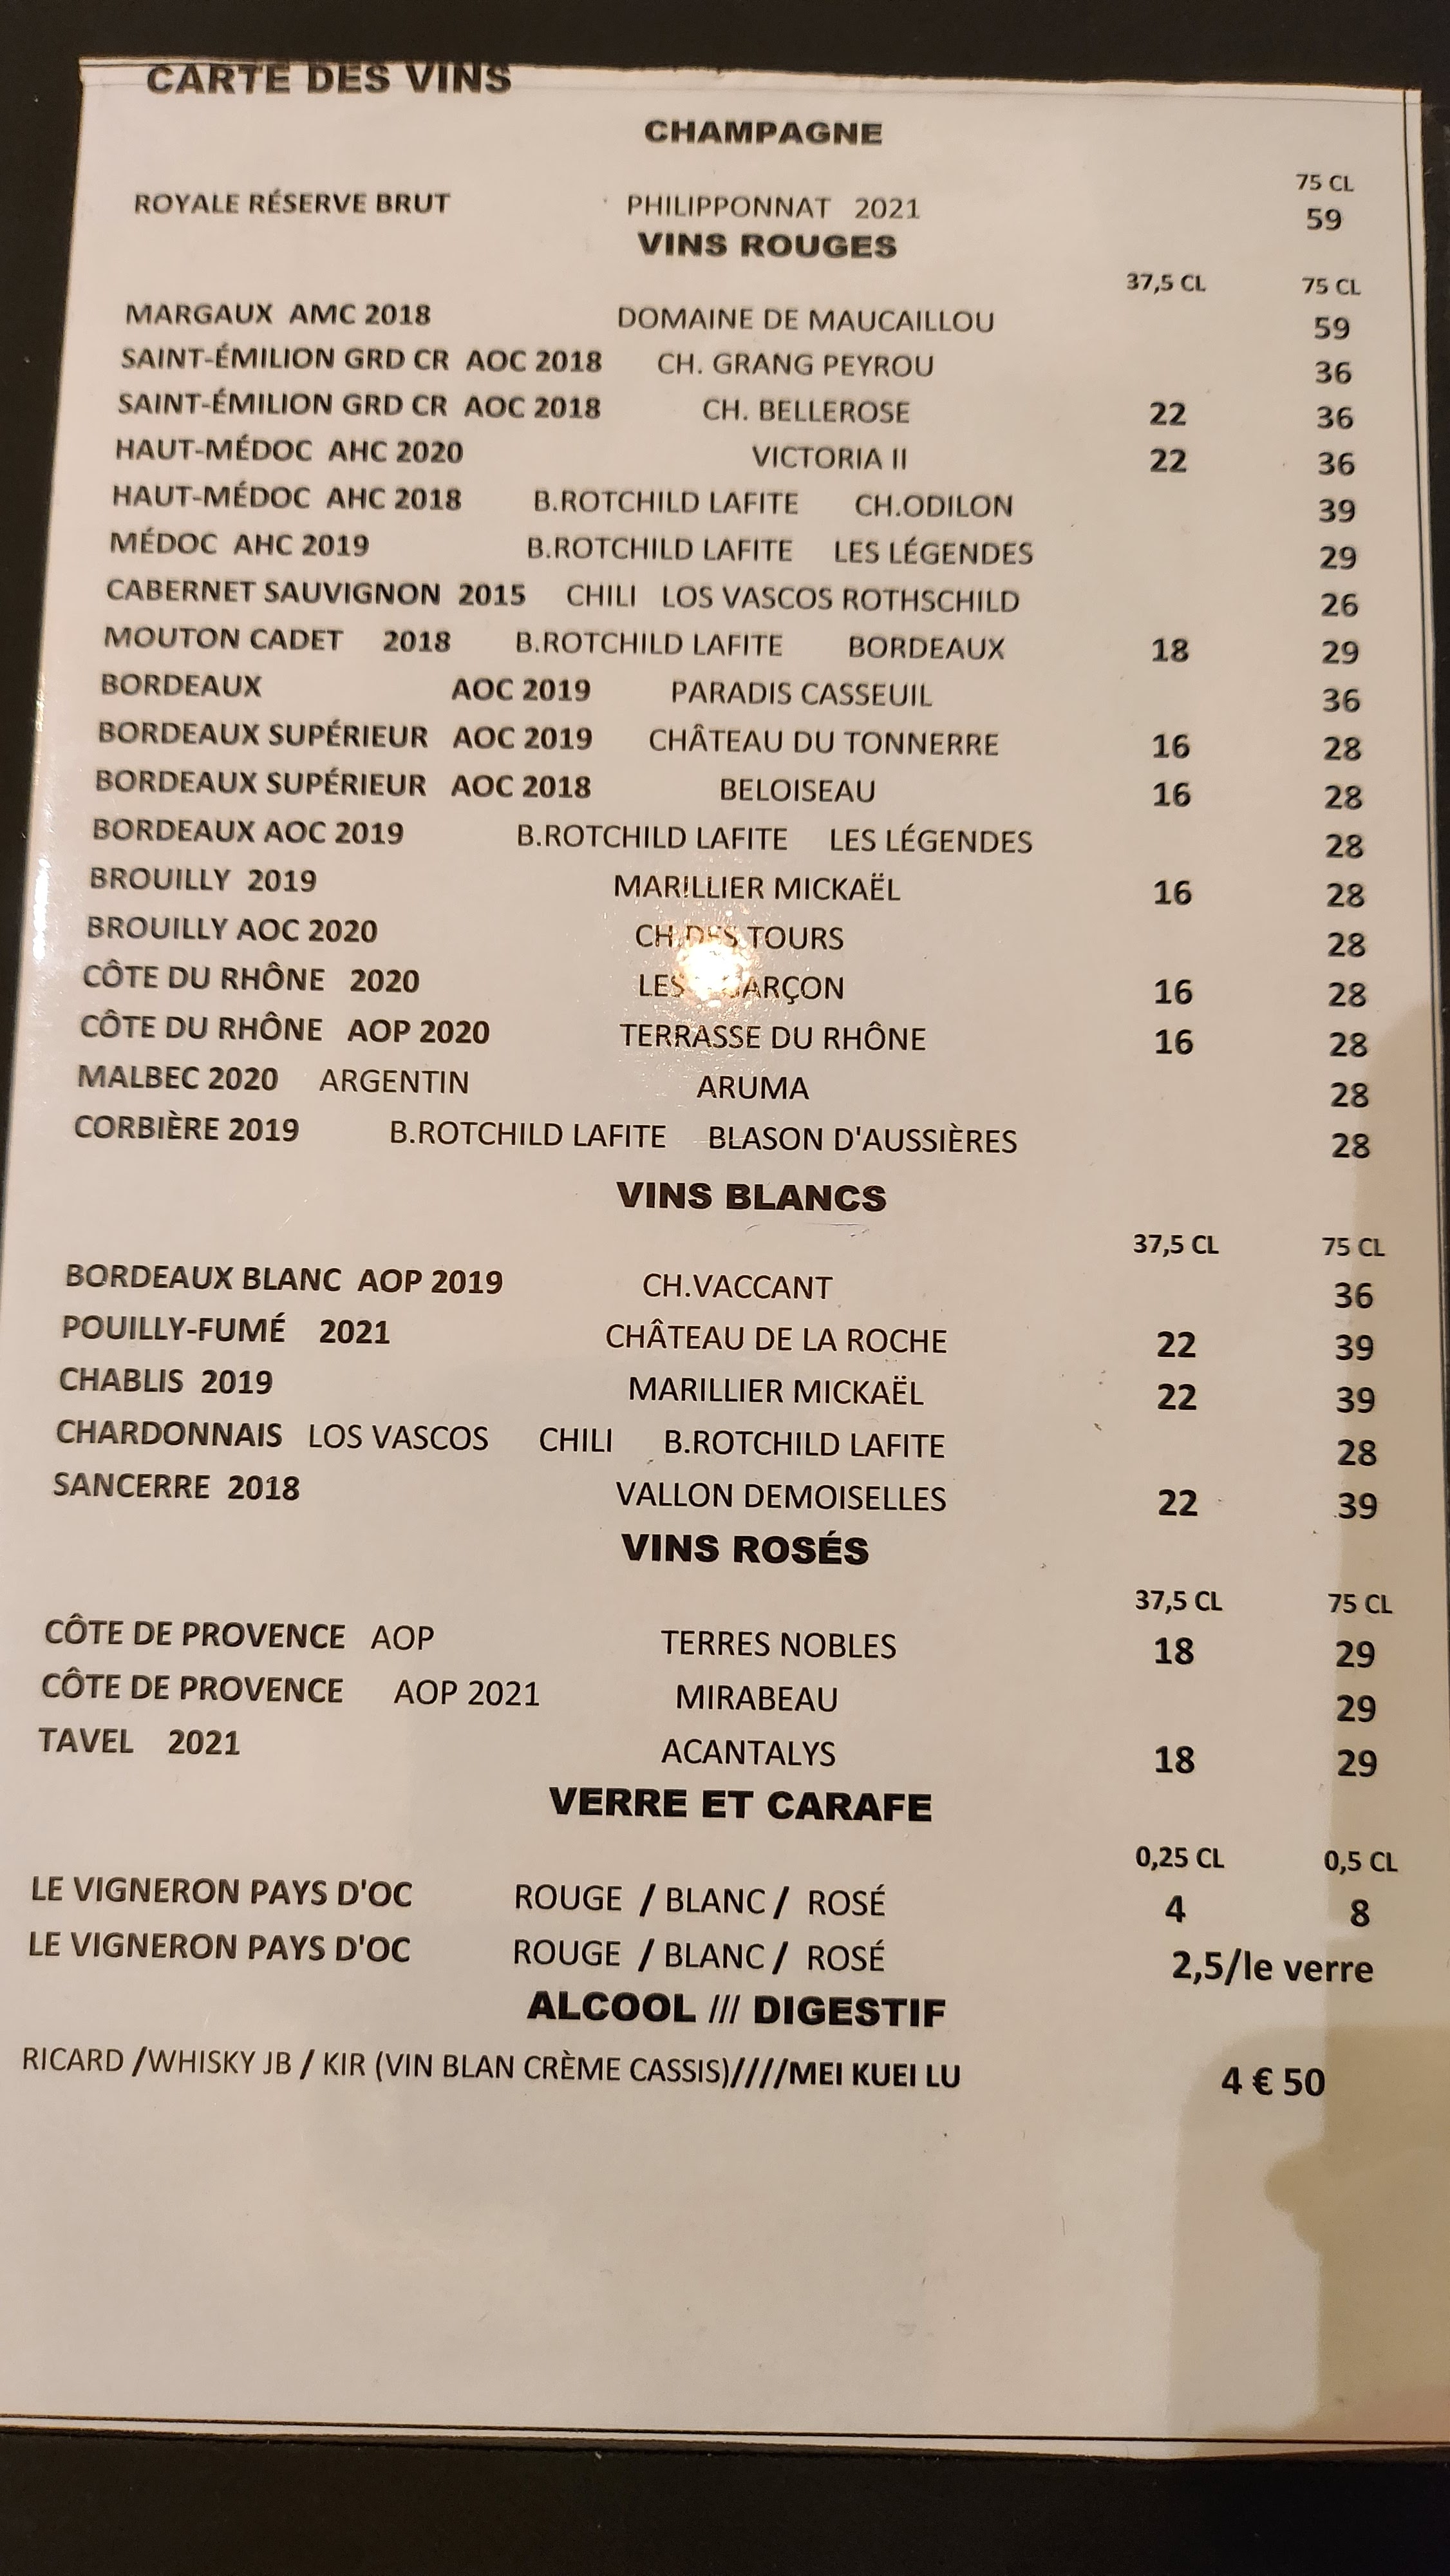 CARTE DES VINS
CHAMPAGNE
75 CL
ROYALE RÉSERVE BRUT PHILIPPONNAT 2021 59
VINS ROUGES
37,5 CL 75 CL
MARGAUX AMC 2018 DOMAINE DE MAUCAILLOU 59
SAINT-ÉMILION GRD CR AOC 2018 CH. GRANG PEYROU 36
SAINT-ÉMILION GRD CR AOC 2018 CH. BELLEROSE 22 36
HAUT-MÉDOC AHC 2020 VICTORIA II 22 36
HAUT-MÉDOC AHC 2018 B.ROTCHILD LAFITE CH.ODILON 39
MÉDOC AHC 2019 B.ROTCHILD LAFITE LES LÉGENDES 29
CABERNET SAUVIGNON 2015 CHILI LOS VASCOS ROTHSCHILD 26
MOUTON CADET 2018 B.ROTCHILD LAFITE BORDEAUX 18 29
BORDEAUX AOC 2019 PARADIS CASSEUIL 36
BORDEAUX SUPÉRIEUR AOC 2019 CHÂTEAU DU TONNERRE 16 28
BORDEAUX SUPÉRIEUR AOC 2018 BELOISEAU 16 28
BORDEAUX AOC 2019 B.ROTCHILD LAFITE LES LÉGENDES 28
BROUILLY 2019 MARILLIER MICKAËL 16 28
BROUILLY AOC 2020 CH.DES TOURS 28
CÔTE DU RHÔNE 2020 LES 16 28
CÔTE DU RHÔNE AOP 2020 TERRASSE DU RHÔNE 16 28
MALBEC 2020 ARGENTIN ARUMA 28
CORBIÈRE 2019 B.ROTCHILD LAFITE BLASON D'AUSSIÈRES 28
VINS BLANCS
37,5 CL 75 CL
BORDEAUX BLANC AOP 2019 CH.VACCANT 36
POUILLY-FUMÉ 2021 CHÂTEAU DE LA ROCHE 22 39
CHABLIS 2019 MARILLIER MICKAËL 22 39
CHARDONNAIS LOS VASCOS CHILI B.ROTCHILD LAFITE 28
SANCERRE 2018 VALLON DEMOISELLES 22 39
VINS ROSÉS
37,5 CL 75 CL
CÔTE DE PROVENCE AOP TERRES NOBLES 18 29
CÔTE DE PROVENCE AOP 2021 MIRABEAU 29
TAVEL 2021 ACANTALYS 18 29
VERRE ET CARAFE
0,25 CL 0,5 CL
LE VIGNERON PAYS D'OC ROUGE / BLANC / ROSÉ 4 8
LE VIGNERON PAYS D'OC ROUGE / BLANC / ROSÉ 2,5/le verre
ALCOOL /// DIGESTIF
RICARD /WHISKY JB / KIR (VIN BLAN CRÈME CASSIS)////MEI KUEI LU 4 € 50